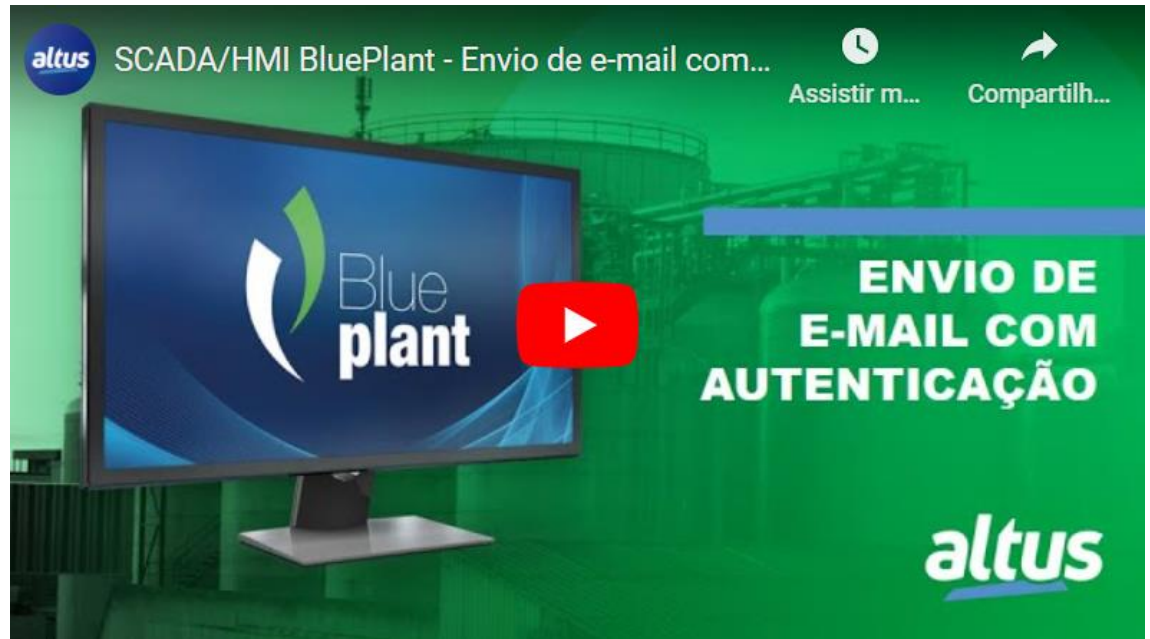 altus
SCADA/HMI BluePlant - Envio de e-mail com...
Assistir m...
Compartilh...
Blue
plant
ENVIO DE
E-MAIL COM
AUTENTICAÇÃO
altus